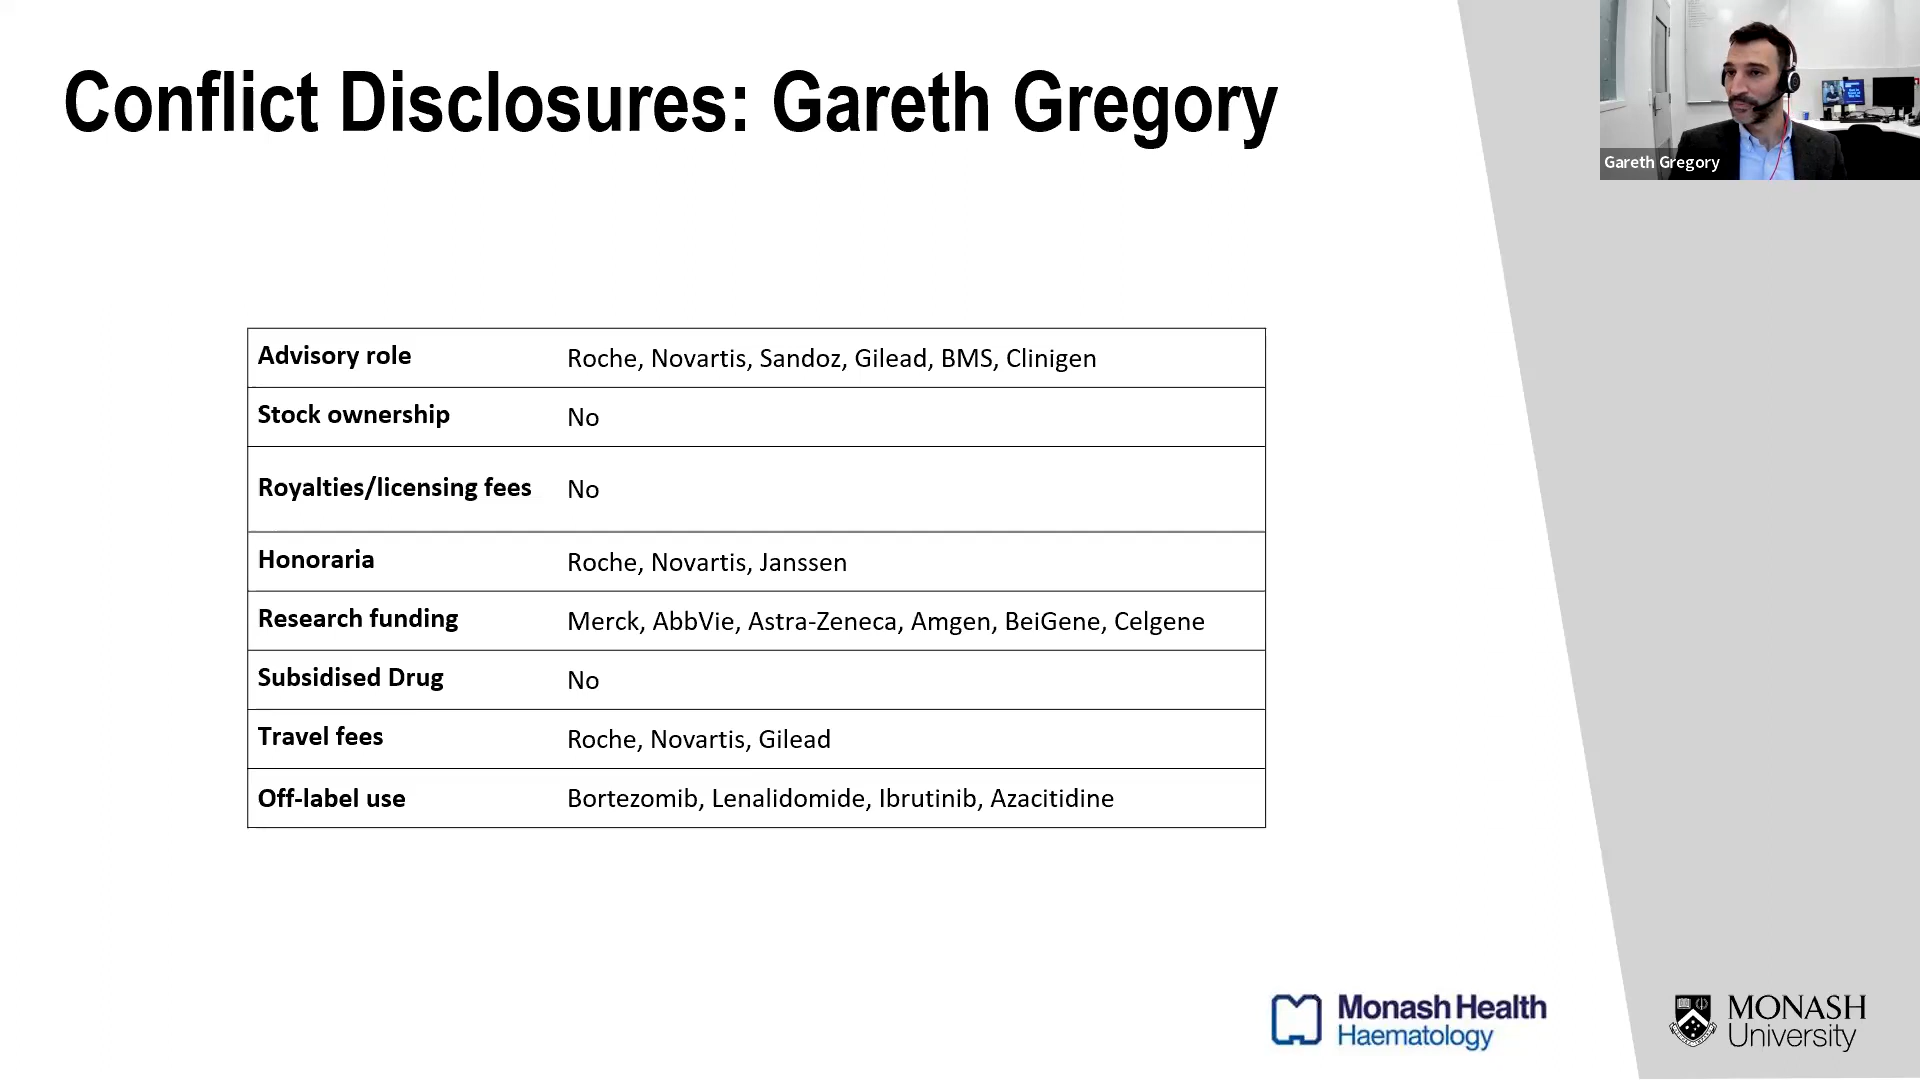 Conflict Disclosures: Gareth Gregory
Gareth Gregory
Advisory role Roche, Novartis, Sandoz, Gilead, BMS, Clinigen
Stock ownership No
Royalties/licensing fees No
Honoraria Roche, Novartis, Janssen
Research funding Merck, AbbVie, Astra-Zeneca, Amgen, BeiGene, Celgene
Subsidised Drug No
Travel fees Roche, Novartis, Gilead
Off-label use Bortezomib, Lenalidomide, Ibrutinib, Azacitidine
Monash Health
Haematology
MONASH
University